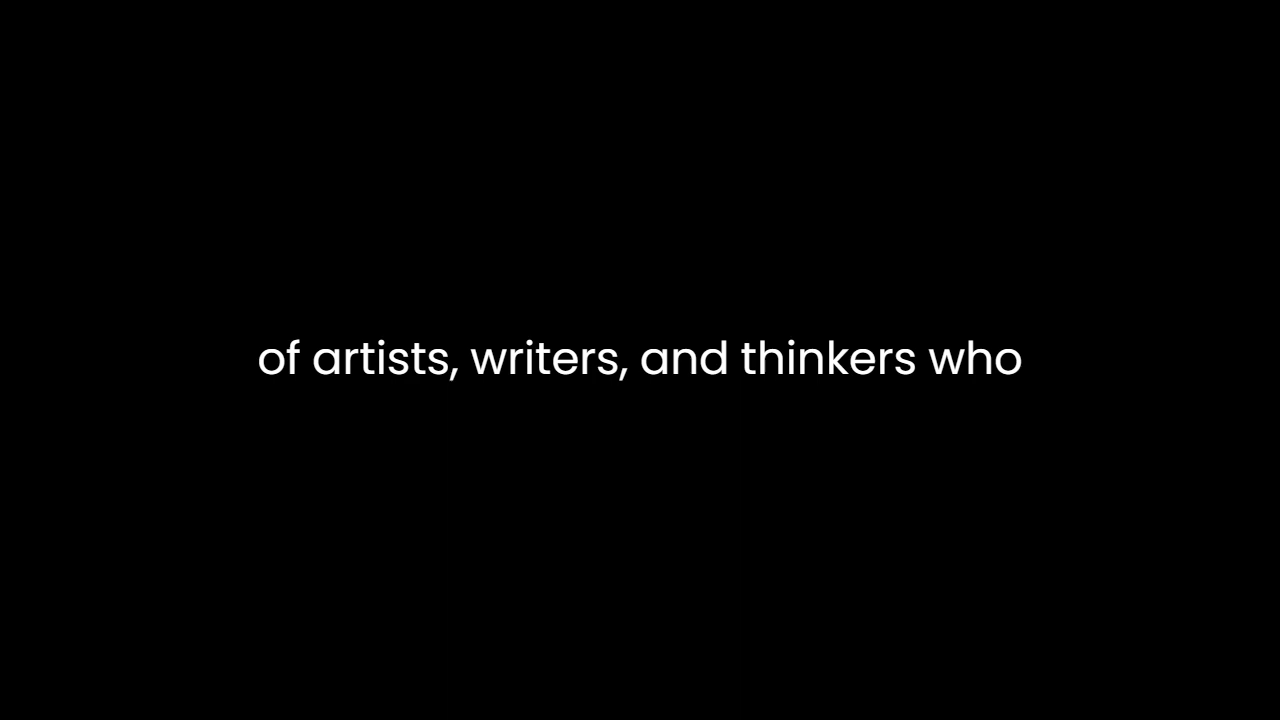 of artists, writers, and thinkers who